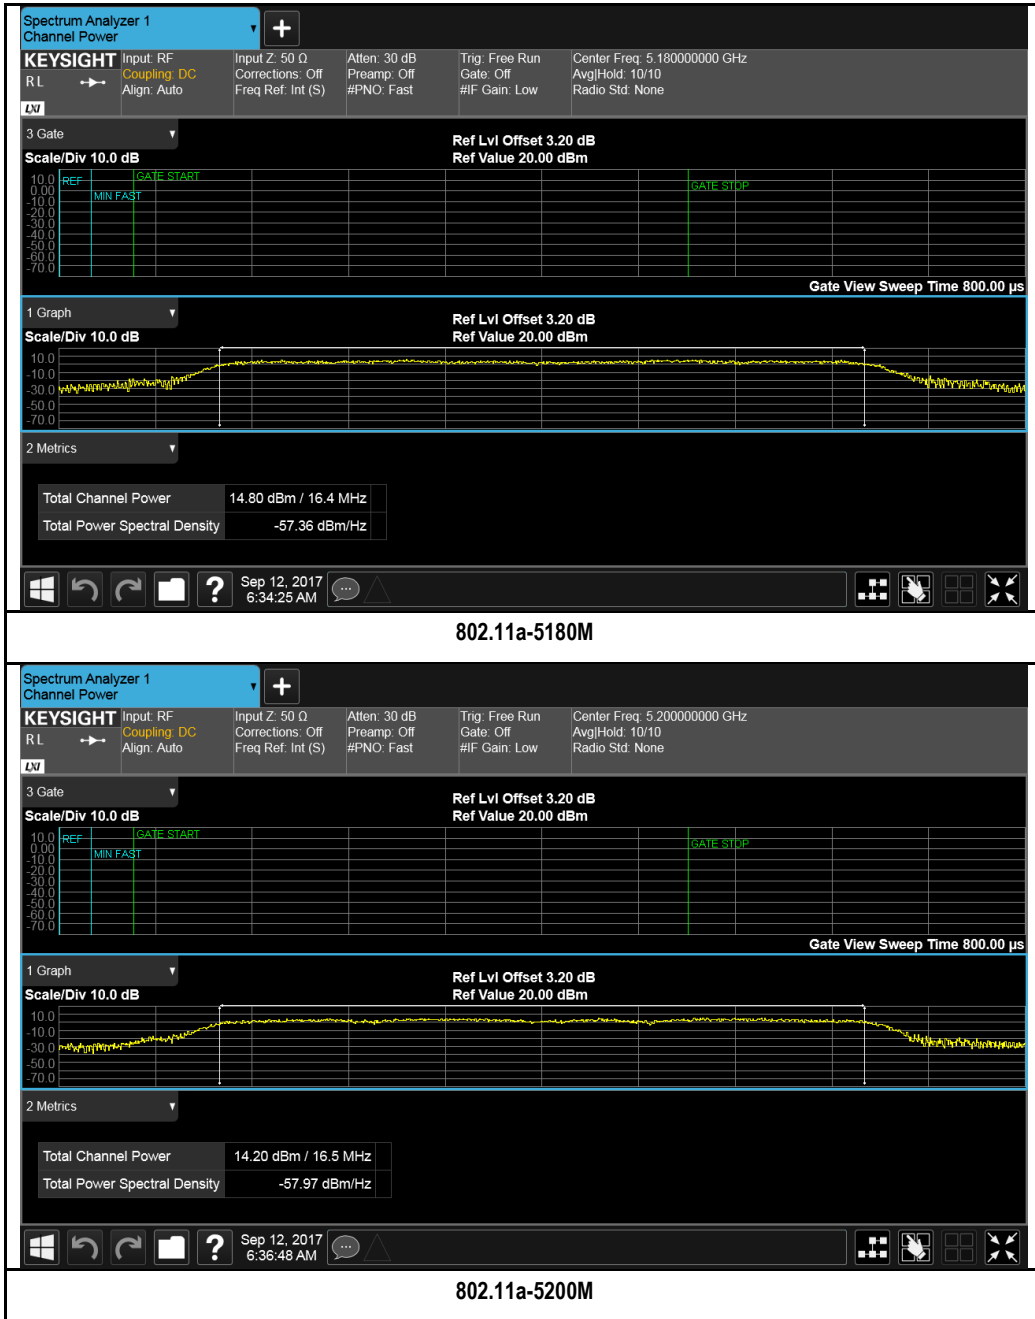 Spectrum Analyzer 1
Channel Power
KEYSIGHT Input: RF Input Z: 50 Ω Atten: 30 dB Trig: Free Run Center Freq: 5.180000000 GHz
R L Coupling: DC Corrections: Off Preamp: Off Gate: Off Avg|Hold: 10/10
Align: Auto Freq Ref: Int (S) #PNO: Fast #IF Gain: Low Radio Std: None
LXI
3 Gate
Ref Lvl Offset 3.20 dB
Scale/Div 10.0 dB Ref Value 20.00 dBm
10.0 REF GATE START
0.00 GATE STOP
-10.0 MIN FAST
-20.0
-30.0
-40.0
-50.0
-60.0
-70.0
Gate View Sweep Time 800.00 µs
1 Graph
Ref Lvl Offset 3.20 dB
Scale/Div 10.0 dB Ref Value 20.00 dBm
10.0
-10.0
-30.0
-50.0
-70.0
2 Metrics
Total Channel Power 14.80 dBm / 16.4 MHz
Total Power Spectral Density -57.36 dBm/Hz
? Sep 12, 2017
6:34:25 AM
802.11a-5180M
Spectrum Analyzer 1
Channel Power
KEYSIGHT Input: RF Input Z: 50 Ω Atten: 30 dB Trig: Free Run Center Freq: 5.200000000 GHz
R L Coupling: DC Corrections: Off Preamp: Off Gate: Off Avg|Hold: 10/10
Align: Auto Freq Ref: Int (S) #PNO: Fast #IF Gain: Low Radio Std: None
LXI
3 Gate
Ref Lvl Offset 3.20 dB
Scale/Div 10.0 dB Ref Value 20.00 dBm
10.0 REF GATE START
0.00 GATE STOP
-10.0 MIN FAST
-20.0
-30.0
-40.0
-50.0
-60.0
-70.0
Gate View Sweep Time 800.00 µs
1 Graph
Ref Lvl Offset 3.20 dB
Scale/Div 10.0 dB Ref Value 20.00 dBm
10.0
-10.0
-30.0
-50.0
-70.0
2 Metrics
Total Channel Power 14.20 dBm / 16.5 MHz
Total Power Spectral Density -57.97 dBm/Hz
? Sep 12, 2017
6:36:48 AM
802.11a-5200M